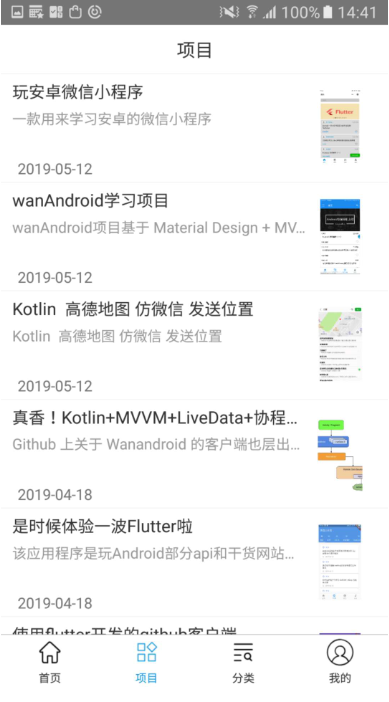 100% 14:41
项目
玩安卓微信小程序
一款用来学习安卓的微信小程序
Flutter
2019-05-12
wanAndroid学习项目
wanAndroid项目基于 Material Design + MV...
2019-05-12
Kotlin 高德地图 仿微信 发送位置
Kotlin 高德地图 仿微信 发送位置
2019-05-12
真香！Kotlin+MVVM+LiveData+协程...
Github 上关于 Wanandroid 的客户端也层出...
2019-04-18
是时候体验一波Flutter啦
该应用程序是玩Android部分api和干货网站...
2019-04-18
使用flutter开发的github客户端
首页
项目
分类
我的